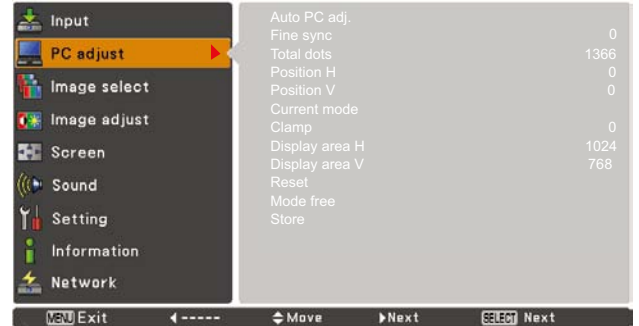 Input
PC adjust
Image select
Image adjust
Screen
Sound
Setting
Information
Network
Auto PC adj.
Fine sync 0
Total dots 1366
Position H 0
Position V 0
Current mode
Clamp 0
Display area H 1024
Display area V 768
Reset
Mode free
Store
MENU Exit ----- Move Next SELECT Next